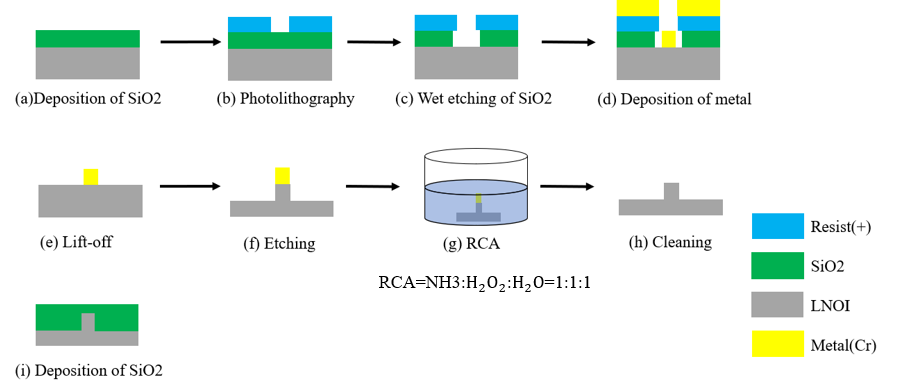 (a)Deposition of SiO2
(b) Photolithography
(c) Wet etching of SiO2
(d) Deposition of metal
(e) Lift-off
(f) Etching
(g) RCA
(h) Cleaning
RCA=NH3:H₂O₂:H₂O=1:1:1
(i) Deposition of SiO2
Resist(+)
SiO2
LNOI
Metal(Cr)